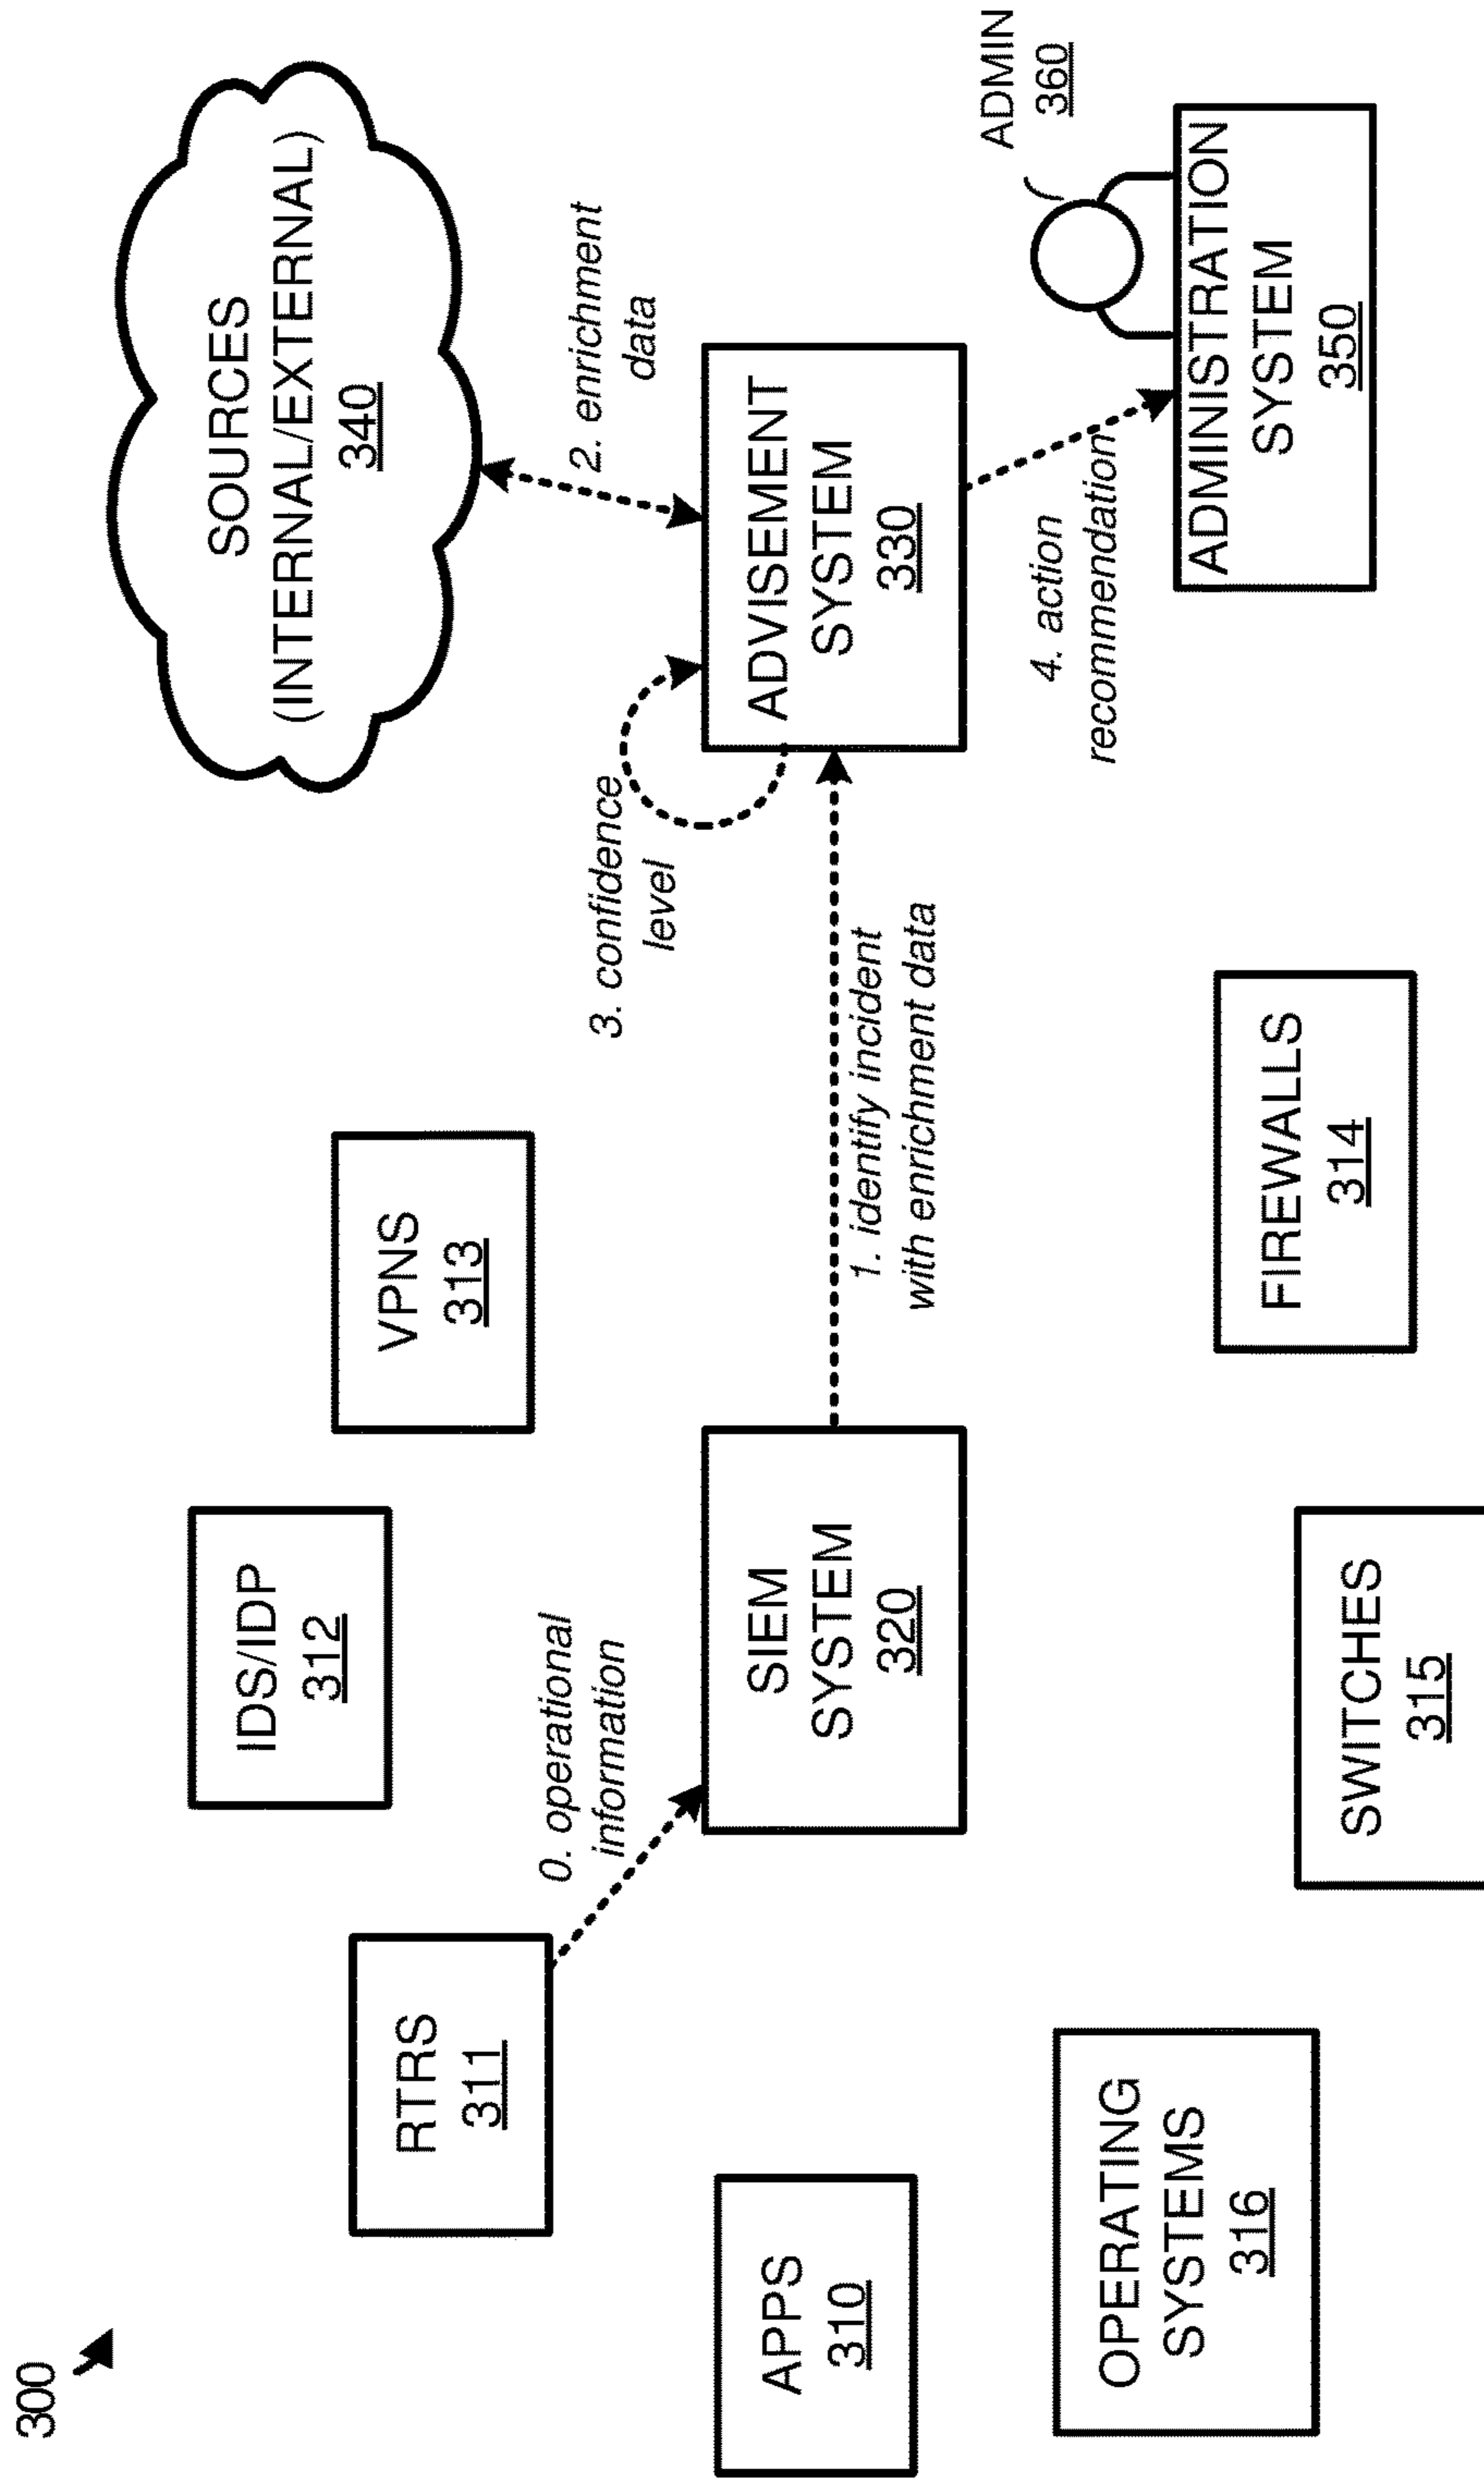 300
SOURCES
(INTERNAL/EXTERNAL)
340
IDS/IDP
312
VPNS
313
RTRS
311
0. operational
information
3. confidence
level
2. enrichment
data
APPS
310
SIEM
SYSTEM
320
1. identify incident
with enrichment data
ADVISEMENT
SYSTEM
330
4. action
recommendation
ADMIN
360
OPERATING
SYSTEMS
316
SWITCHES
315
FIREWALLS
314
ADMINISTRATION
SYSTEM
350